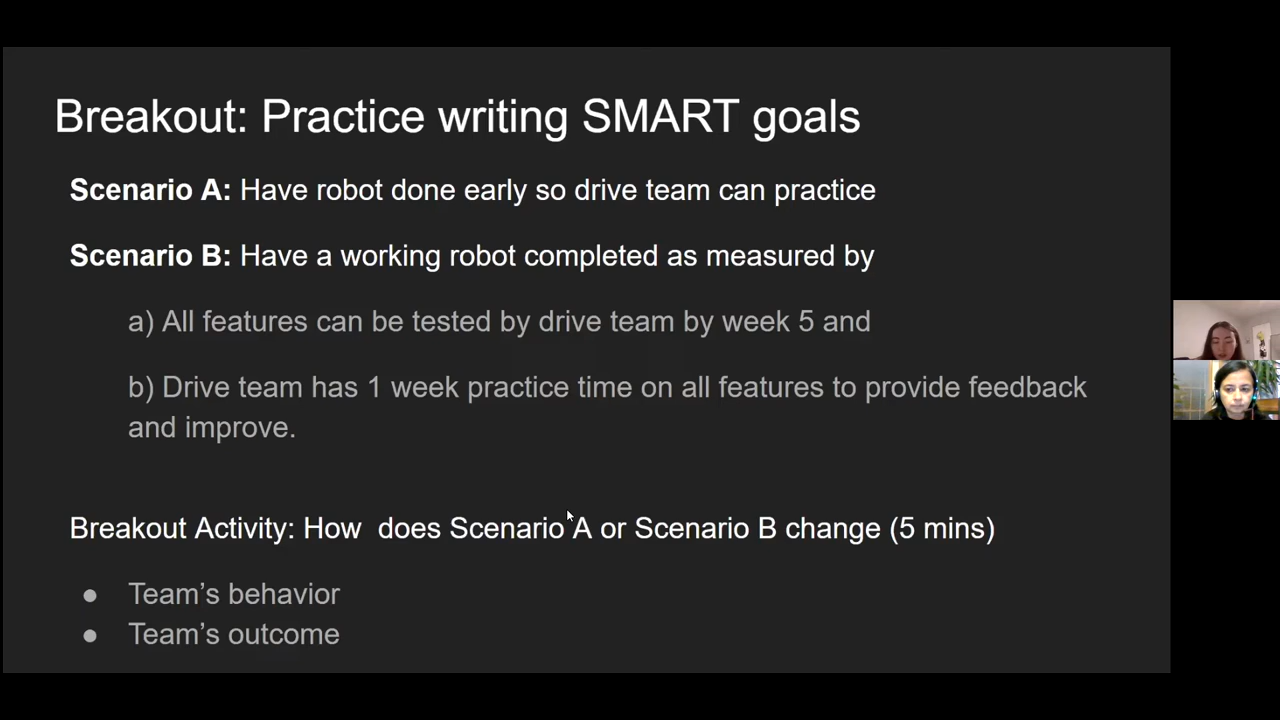 Breakout: Practice writing SMART goals
Scenario A: Have robot done early so drive team can practice
Scenario B: Have a working robot completed as measured by
a) All features can be tested by drive team by week 5 and
b) Drive team has 1 week practice time on all features to provide feedback
and improve.
Breakout Activity: How  does Scenario A or Scenario B change (5 mins)
● Team’s behavior
● Team’s outcome